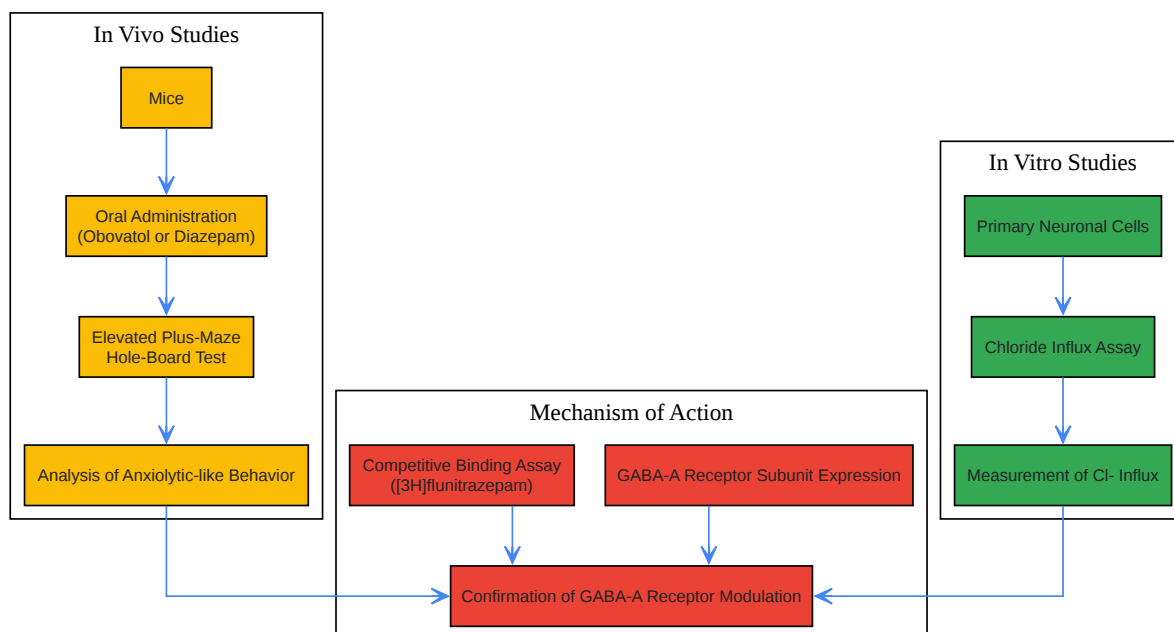 In Vivo Studies
Mice
Oral Administration
(Obovatol or Diazepam)
Elevated Plus-Maze
Hole-Board Test
Analysis of Anxiolytic-like Behavior
Mechanism of Action
Competitive Binding Assay
([3H]flunitrazepam)
GABA-A Receptor Subunit Expression
Confirmation of GABA-A Receptor Modulation
In Vitro Studies
Primary Neuronal Cells
Chloride Influx Assay
Measurement of Cl- Influx